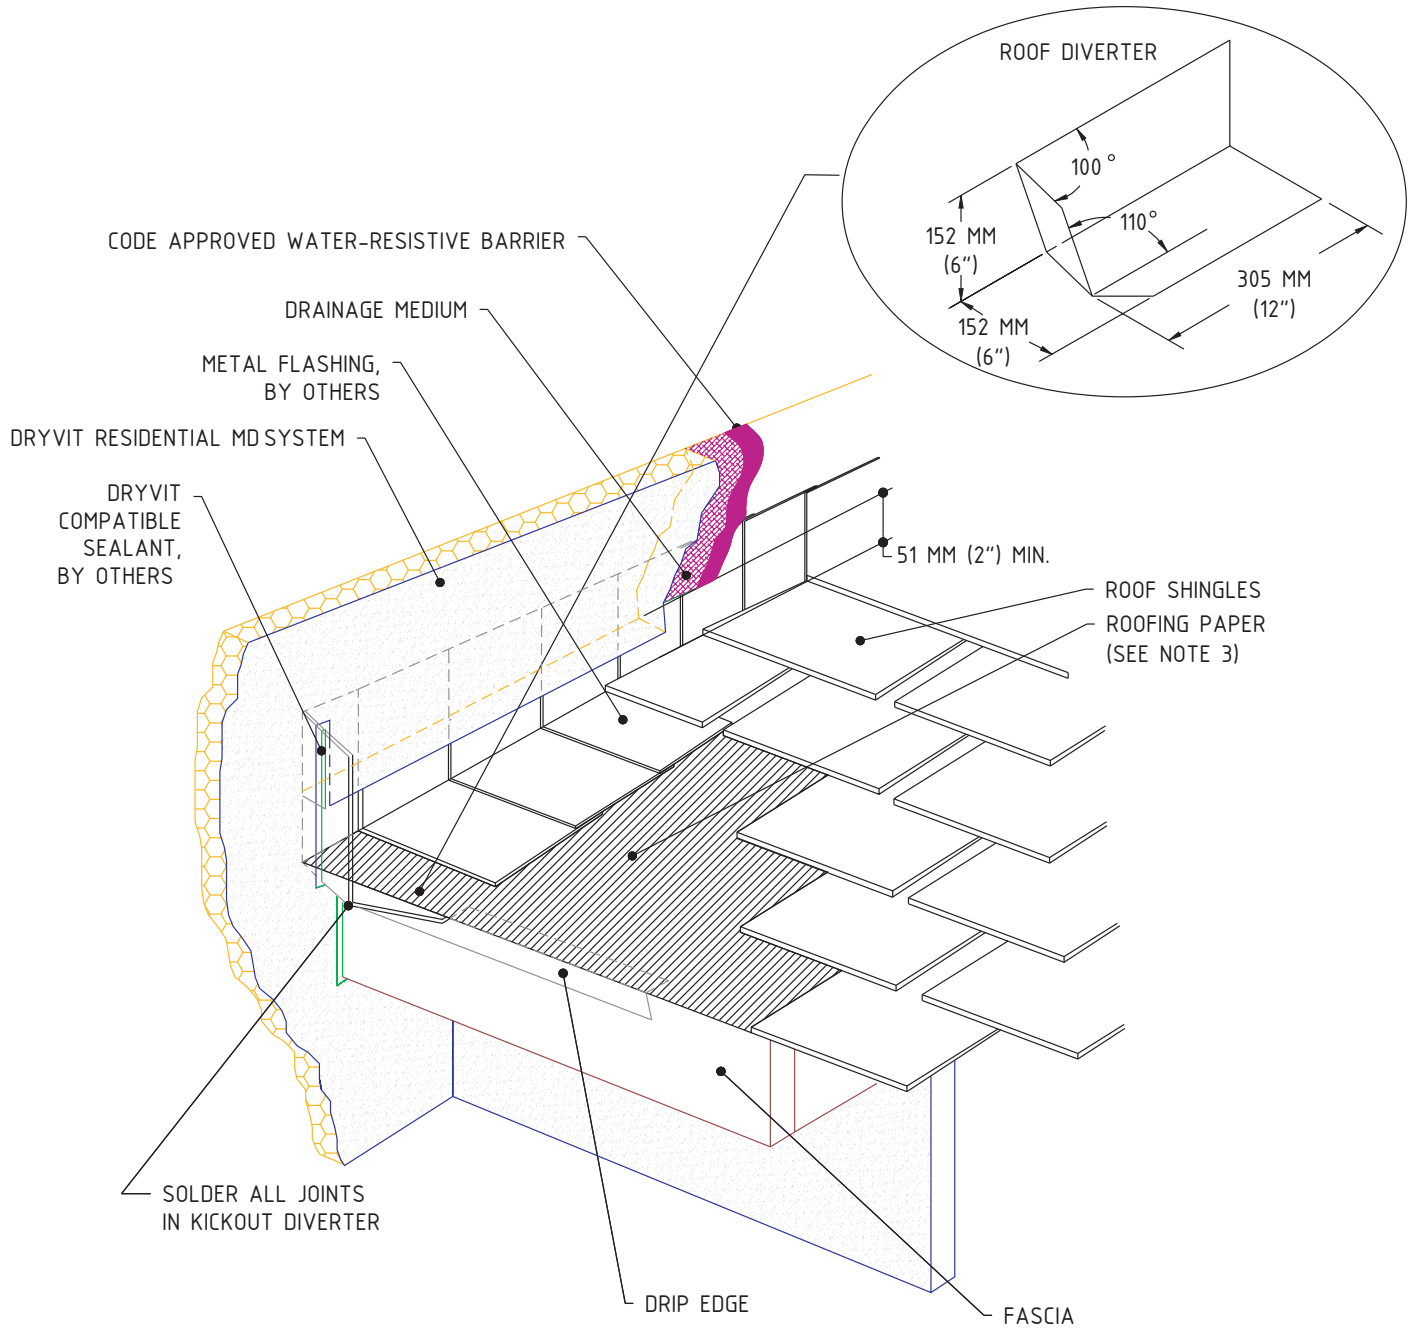 ROOF DIVERTER
100°
110°
152 MM
(6")
152 MM
(6")
305 MM
(12")
CODE APPROVED WATER-RESISTIVE BARRIER
DRAINAGE MEDIUM
METAL FLASHING,
BY OTHERS
DRYVIT RESIDENTIAL MD SYSTEM
DRYVIT
COMPATIBLE
SEALANT,
BY OTHERS
51 MM (2") MIN.
ROOF SHINGLES
ROOFING PAPER
(SEE NOTE 3)
SOLDER ALL JOINTS
IN KICKOUT DIVERTER
DRIP EDGE
FASCIA